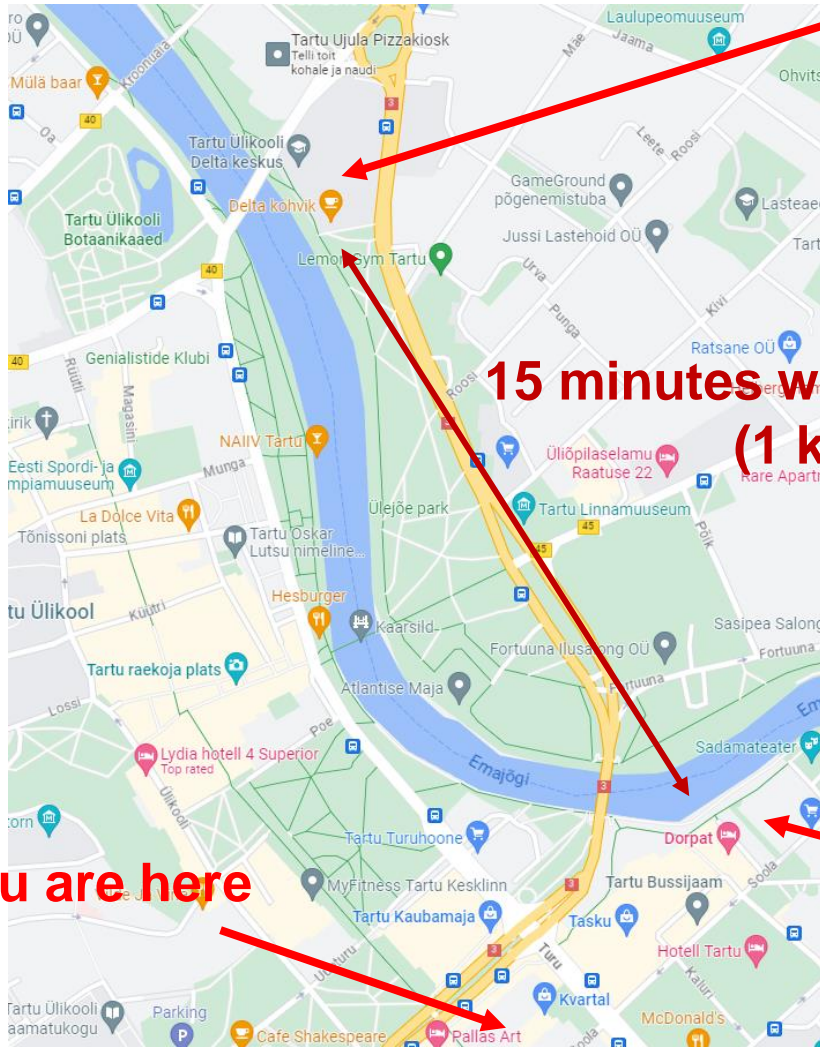 Laulupeomuuseum
Tartu Ujula Pizzakiosk
Telli toit
kohale ja naudi
Jaama
Mäe
Ohvits
Kroonuaia
Mülä baar
3
40
Oa
Tartu Ülikooli
Delta keskus
Leete
Roosi
GameGround
põgenemistuba
Lasteaed
Delta kohvik
Tartu Ülikooli
Botaanikaaed
Jussi Lastehoid OÜ
Tart
40
Urva
Kivi
Punga
40
Rüütli
Genialistide Klubi
Ratsane OÜ
15 minutes w
(1 k
Magasini
Roosi
NAIIV Tartu
Munga
Üliõpilaselamu
Raatuse 22
Rare Apartm
Eesti Spordi- ja
mpiamuuseum
La Dolce Vita
Ülejõe park
Tartu Linnamuuseum
45
45
Põik
Tõnissoni plats
Tartu Oskar
Lutsu nimeline...
Hesburger
tu Ülikool
Küütri
Kaarsild
Sasipea Salong
Fortuuna Ilusalong OÜ
Fortuuna
Tartu raekoja plats
Fortuuna
Atlantise Maja
Lossi
Poe
Lydia hotell 4 Superior
Top rated
Emajõgi
Sadamateater
3
Ülikooli
Tartu Turuhoone
Dorpat
u are here
MyFitness Tartu Kesklinn
3
Tartu Bussijaam
Soola
Tartu Kaubamaja
Tasku
Turu
Uueturu
3
Hotell Tartu
Kaluri
Kvartal
Tartu Ülikooli
aamatukogu
Parking
P
Cafe Shakespeare
Pallas Art
McDonald's